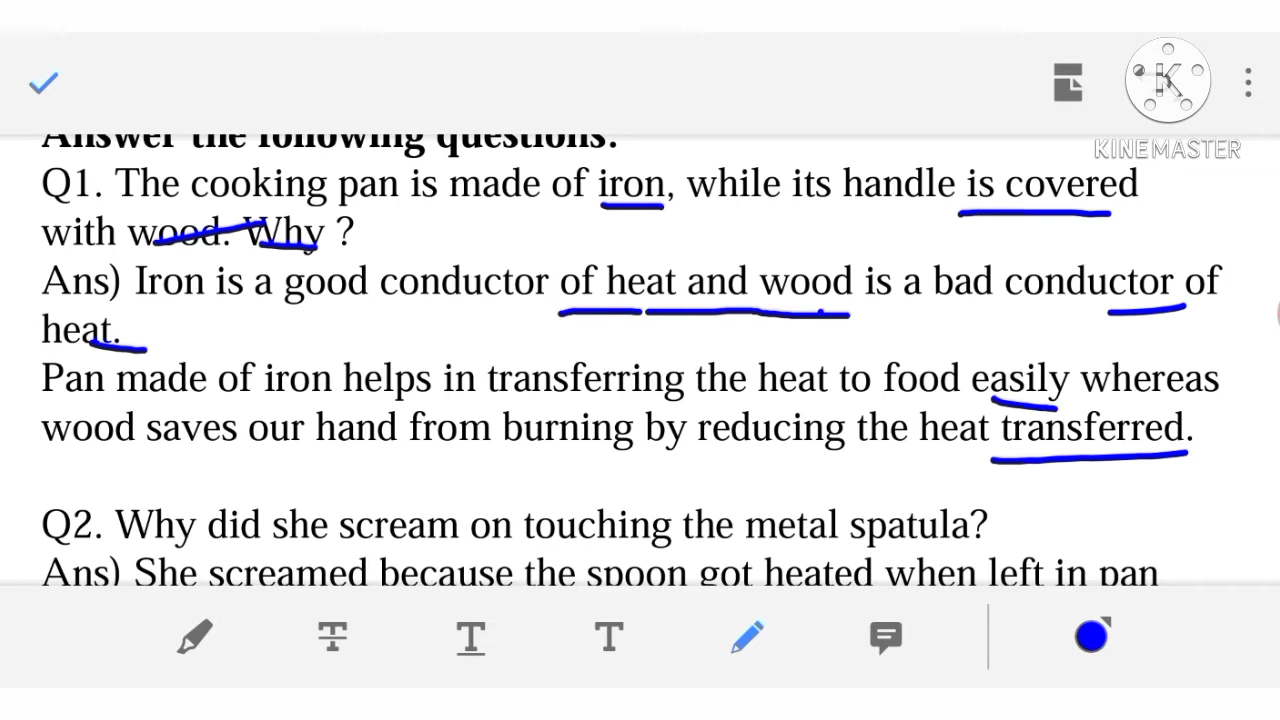 KINEMASTER
Answer the following questions.
Q1. The cooking pan is made of iron, while its handle is covered
with wood. Why ?
Ans) Iron is a good conductor of heat and wood is a bad conductor of
heat.
Pan made of iron helps in transferring the heat to food easily whereas
wood saves our hand from burning by reducing the heat transferred.
Q2. Why did she scream on touching the metal spatula?
Ans) She screamed because the spoon got heated when left in pan